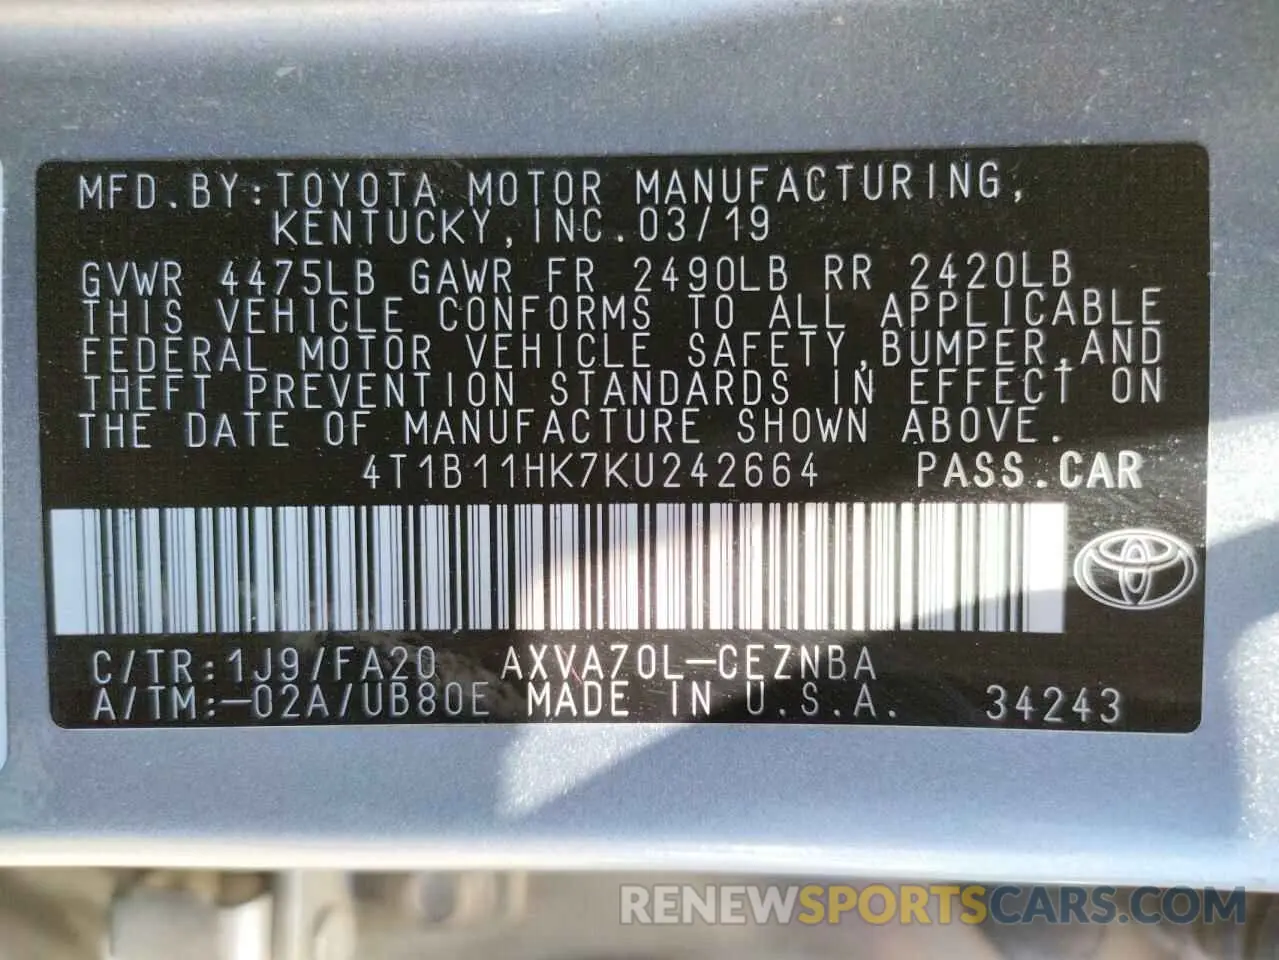 MFD.BY:TOYOTA MOTOR MANUFACTURING,
KENTUCKY,INC.03/19
GVWR 4475LB GAWR FR 2490LB RR 2420LB
THIS VEHICLE CONFORMS TO ALL APPLICABLE
FEDERAL MOTOR VEHICLE SAFETY,BUMPER,AND
THEFT PREVENTION STANDARDS IN EFFECT ON
THE DATE OF MANUFACTURE SHOWN ABOVE.
4T1B11HK7KU242664 PASS.CAR
C/TR:1J9/FA20 AXVA70L-CEZNBA
A/TM:-02A/UB80E MADE IN U.S.A. 34243
RENEWSPORTSCARS.COM